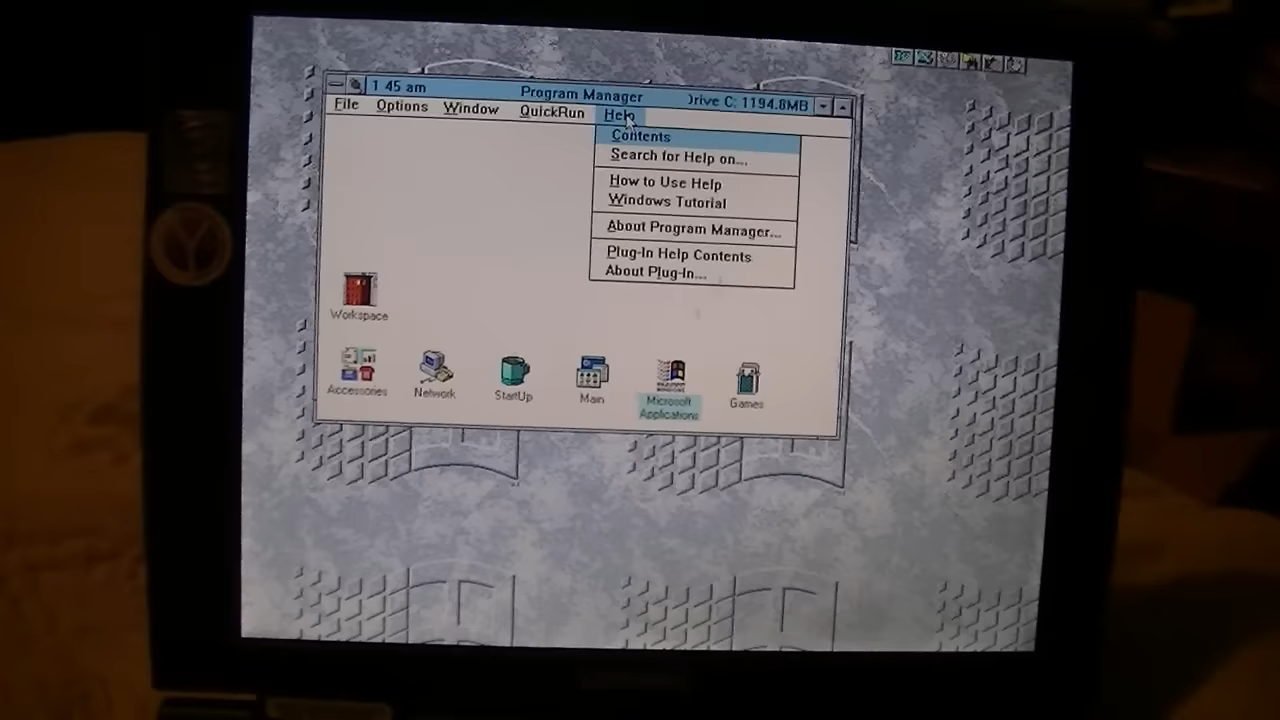 1 45 am Program Manager Drive C: 1194.8MB
File Options Window QuickRun Help
Contents
Search for Help on...
How to Use Help
Windows Tutorial
About Program Manager...
Plug-In Help Contents
About Plug-In...
Workspace
Accessories Network StartUp Main Microsoft Applications Games